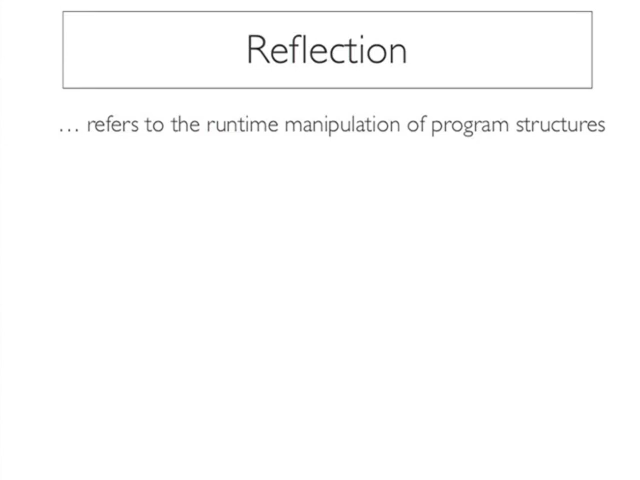 Reflection
… refers to the runtime manipulation of program structures